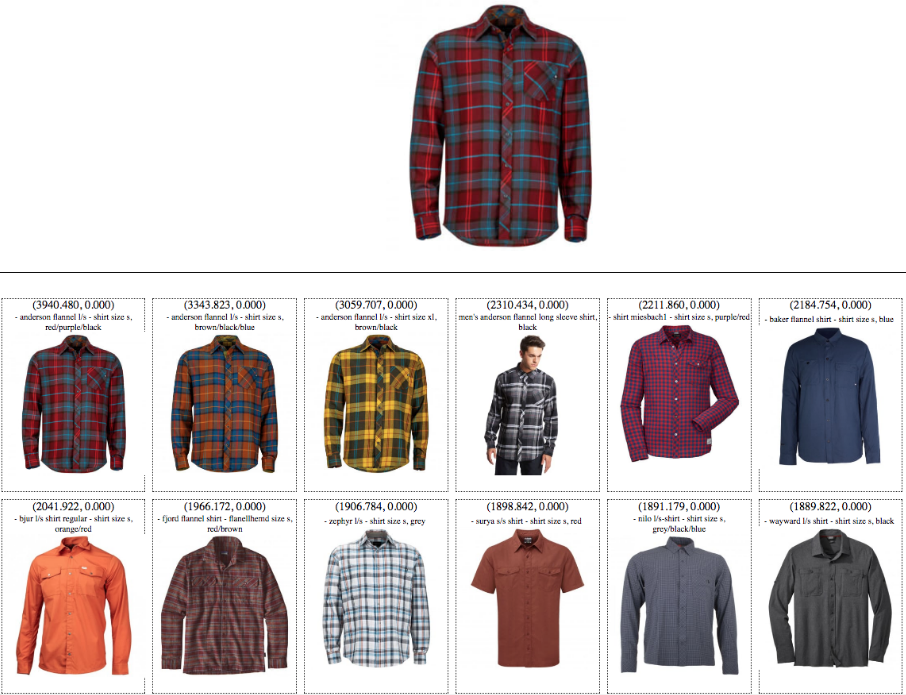 (3940.480, 0.000)
- anderson flannel l/s - shirt size s,
red/purple/black
(3343.823, 0.000)
- anderson flannel l/s - shirt size s,
brown/black/blue
(3059.707, 0.000)
- anderson flannel l/s - shirt size xl,
brown/black
(2310.434, 0.000)
men's anderson flannel long sleeve shirt,
black
(2211.860, 0.000)
- shirt miesbach1 - shirt size s, purple/red
(2184.754, 0.000)
- baker flannel shirt - shirt size s, blue
(2041.922, 0.000)
- bjur l/s shirt regular - shirt size s,
orange/red
(1966.172, 0.000)
- fjord flannel shirt - flanellhemd size s,
red/brown
(1906.784, 0.000)
- zephyr l/s - shirt size s, grey
(1898.842, 0.000)
- surya s/s shirt - shirt size s, red
(1891.179, 0.000)
- nilo l/s-shirt - shirt size s,
grey/black/blue
(1889.822, 0.000)
- wayward l/s shirt - shirt size s, black